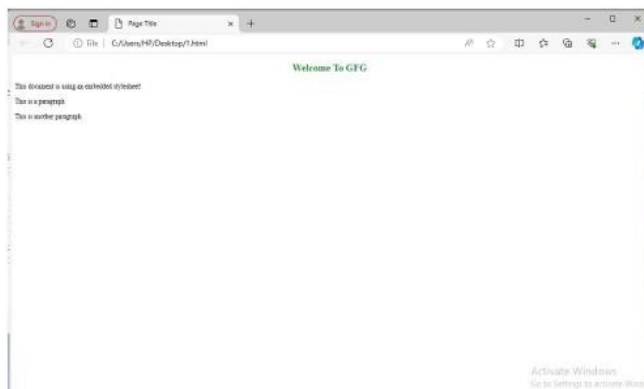 Sign in
Page Title
File
C:/Users/HP/Desktop/1.html
Welcome To GFG
This document is using an embedded stylesheet!
This is a paragraph
This is another paragraph.
Activate Windows
Go to Settings to activate